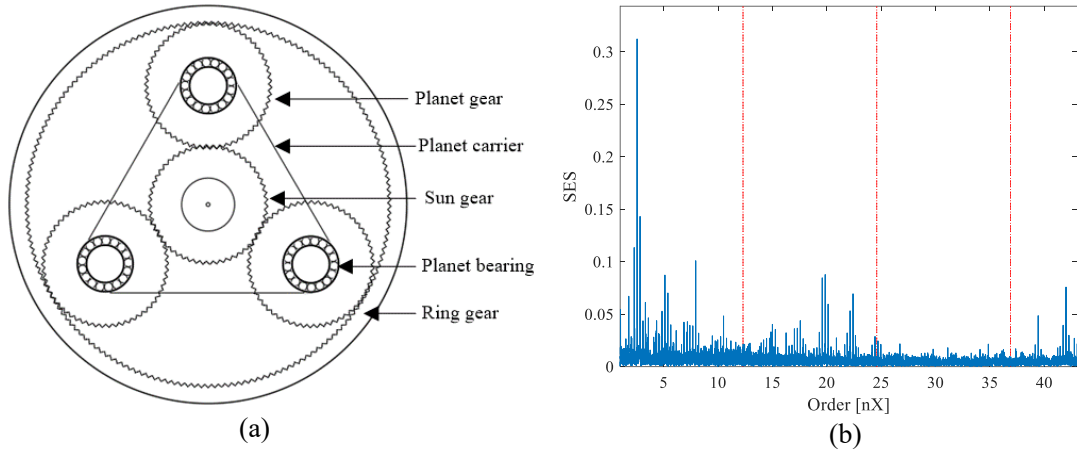 (a)
Planet gear
Planet carrier
Sun gear
Planet bearing
Ring gear
(b)
SES
0.3
0.25
0.2
0.15
0.1
0.05
0
5 10 15 20 25 30 35 40
Order [nX]